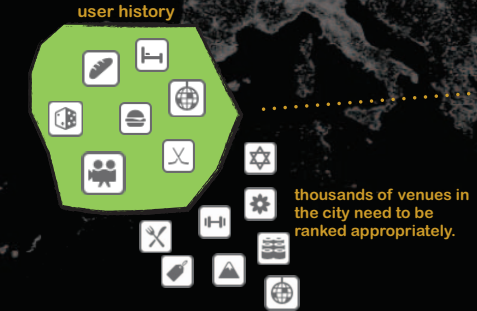 user history
thousands of venues in
the city need to be
ranked appropriately.